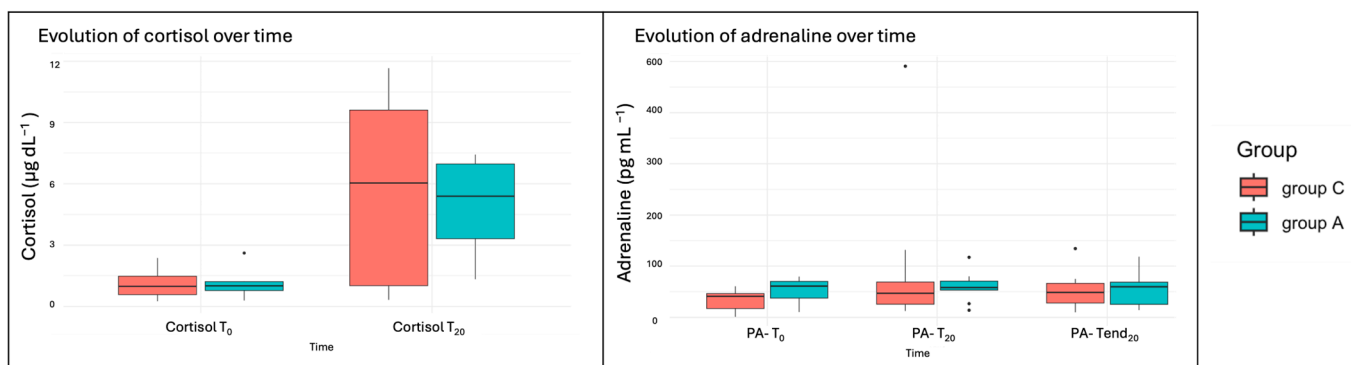 Evolution of cortisol over time
Cortisol (µg dL⁻¹)
12
9
6
3
0
Cortisol T₀
Cortisol T₂₀
Time
Evolution of adrenaline over time
Adrenaline (pg mL⁻¹)
600
400
300
200
100
0
PA- T₀
PA- T₂₀
PA- Tend₂₀
Time
Group
group C
group A